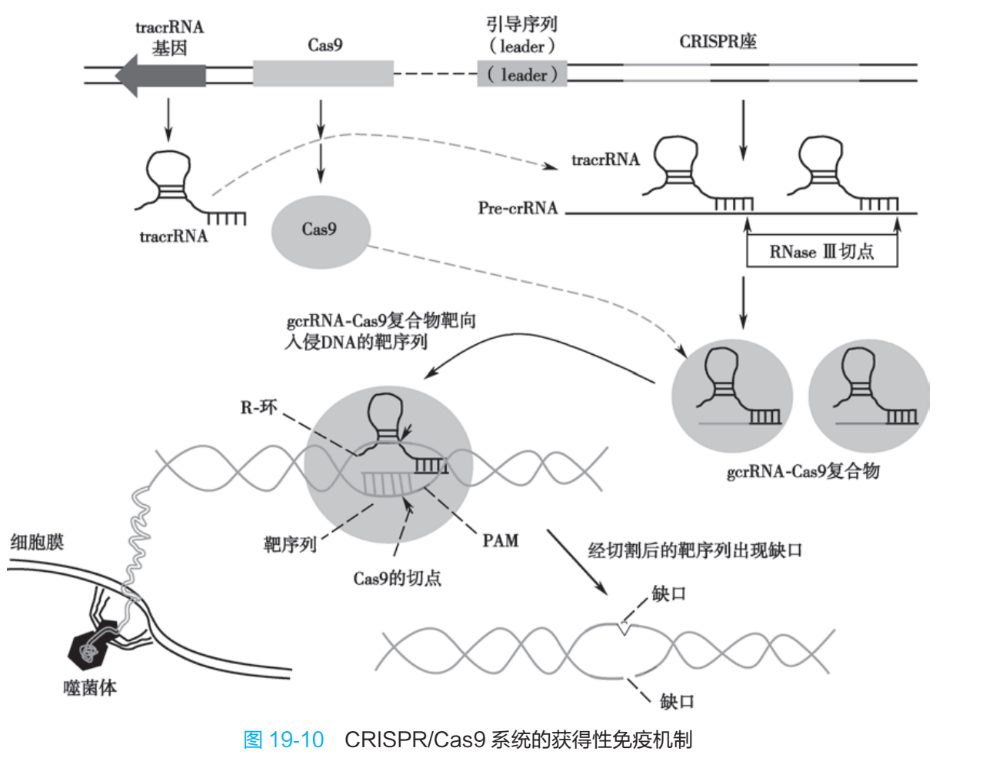 tracrRNA
基因
Cas9
引导序列
(leader)
CRISPR座
(leader)
tracrRNA
tracrRNA
Pre-crRNA
Cas9
RNase Ⅲ切点
gcrRNA-Cas9复合物靶向
入侵DNA的靶序列
R-环
gcrRNA-Cas9复合物
靶序列
PAM
Cas9的切点
细胞膜
经切割后的靶序列出现缺口
缺口
噬菌体
缺口
图 19-10 CRISPR/Cas9 系统的获得性免疫机制